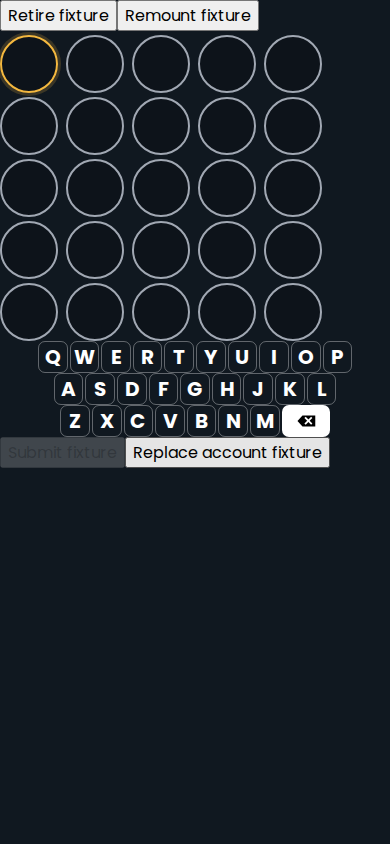 Retire fixture Remount fixture
Q W E R T Y U I O P
A S D F G H J K L
Z X C V B N M
Submit fixture Replace account fixture